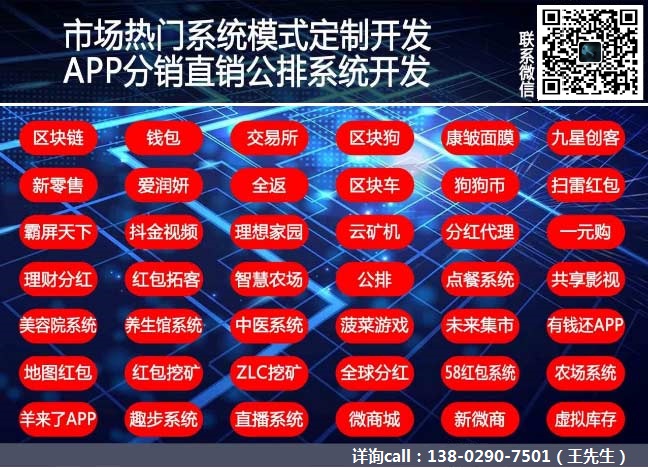 市场热门系统模式定制开发
APP分销直销公排系统开发
联系微信
区块链 钱包 交易所 区块狗 康皱面膜 九星创客
新零售 爱润妍 全返 区块车 狗狗币 扫雷红包
霸屏天下 抖金视频 理想家园 云矿机 分红代理 一元购
理财分红 红包拓客 智慧农场 公排 点餐系统 共享影视
美容院系统 养生馆系统 中医系统 菠菜游戏 未来集市 有钱还APP
地图红包 红包挖矿 ZLC挖矿 全球分红 58红包系统 农场系统
羊来了APP 趣步系统 直播系统 微商城 新微商 虚拟库存
详询call：138-0290-7501（王先生）